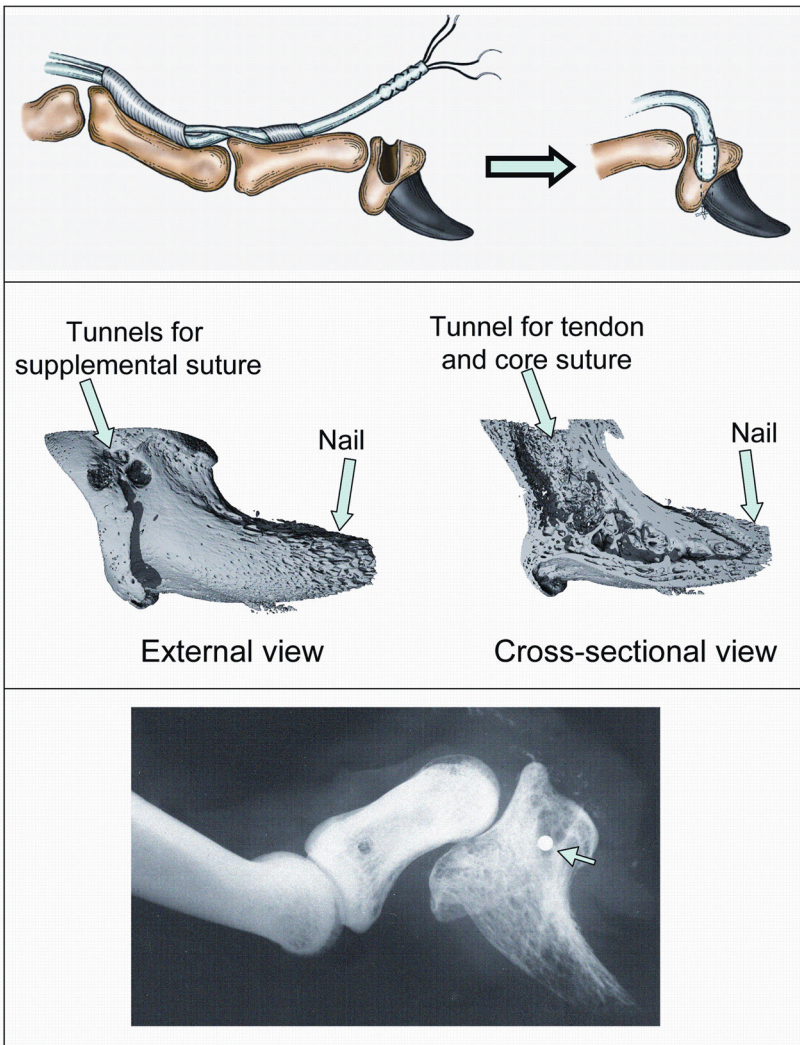 Tunnels for
supplemental suture
Tunnel for tendon
and core suture
Nail
Nail
External view
Cross-sectional view